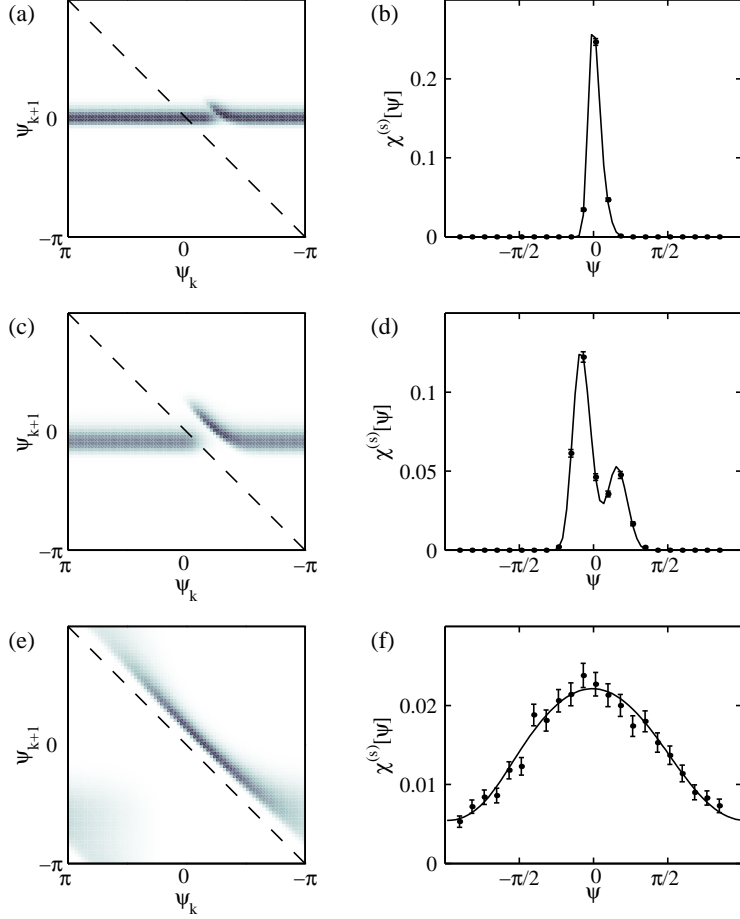 (a)
ψk+1
0
−π
π
0
−π
ψk
(b)
χ(s)[ψ]
0.2
0.1
0
−π/2
0
π/2
ψ
(c)
ψk+1
0
−π
π
0
−π
ψk
(d)
χ(s)[ψ]
0.1
0.05
0
−π/2
0
π/2
ψ
(e)
ψk+1
0
−π
π
0
−π
ψk
(f)
χ(s)[ψ]
0.02
0.01
0
−π/2
0
π/2
ψ